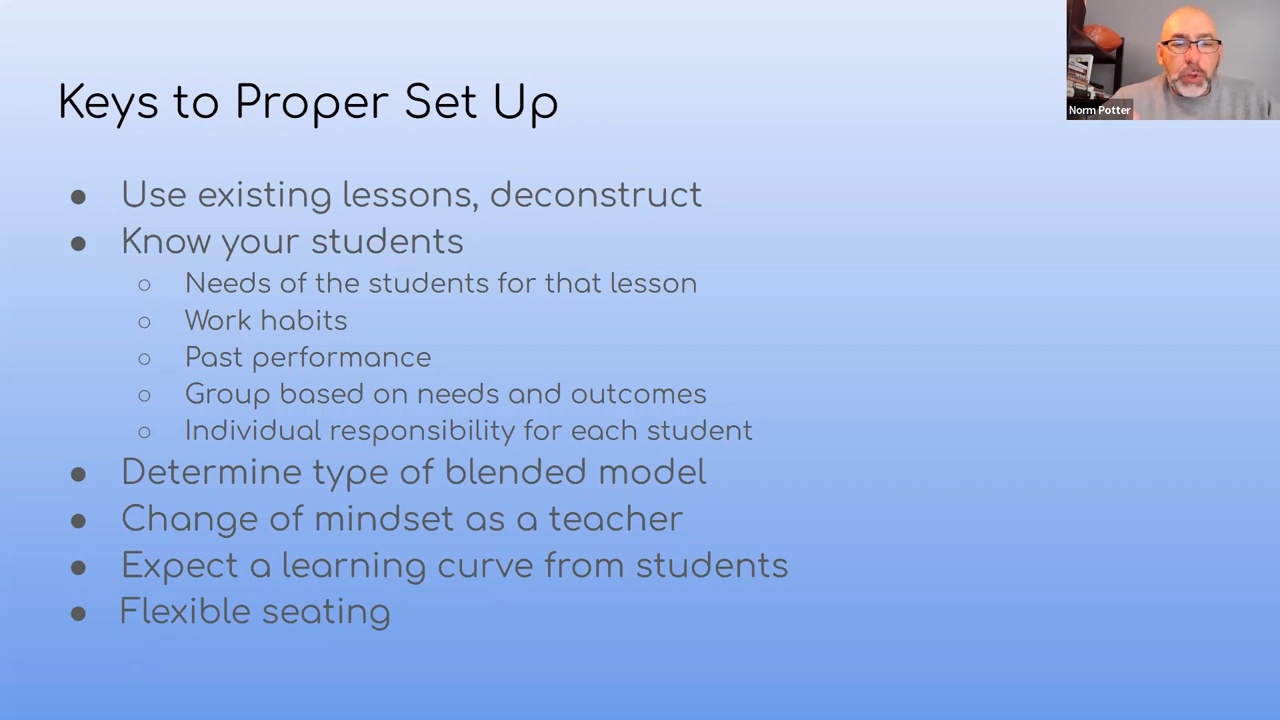 Keys to Proper Set Up
Norm Potter
● Use existing lessons, deconstruct
● Know your students
○ Needs of the students for that lesson
○ Work habits
○ Past performance
○ Group based on needs and outcomes
○ Individual responsibility for each student
● Determine type of blended model
● Change of mindset as a teacher
● Expect a learning curve from students
● Flexible seating